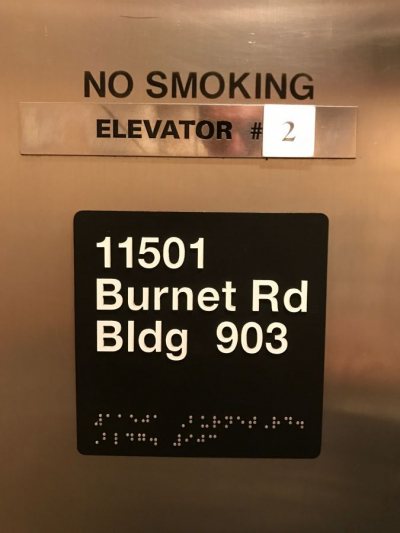 NO SMOKING
ELEVATOR # 2
11501
Burnet Rd
Bldg 903